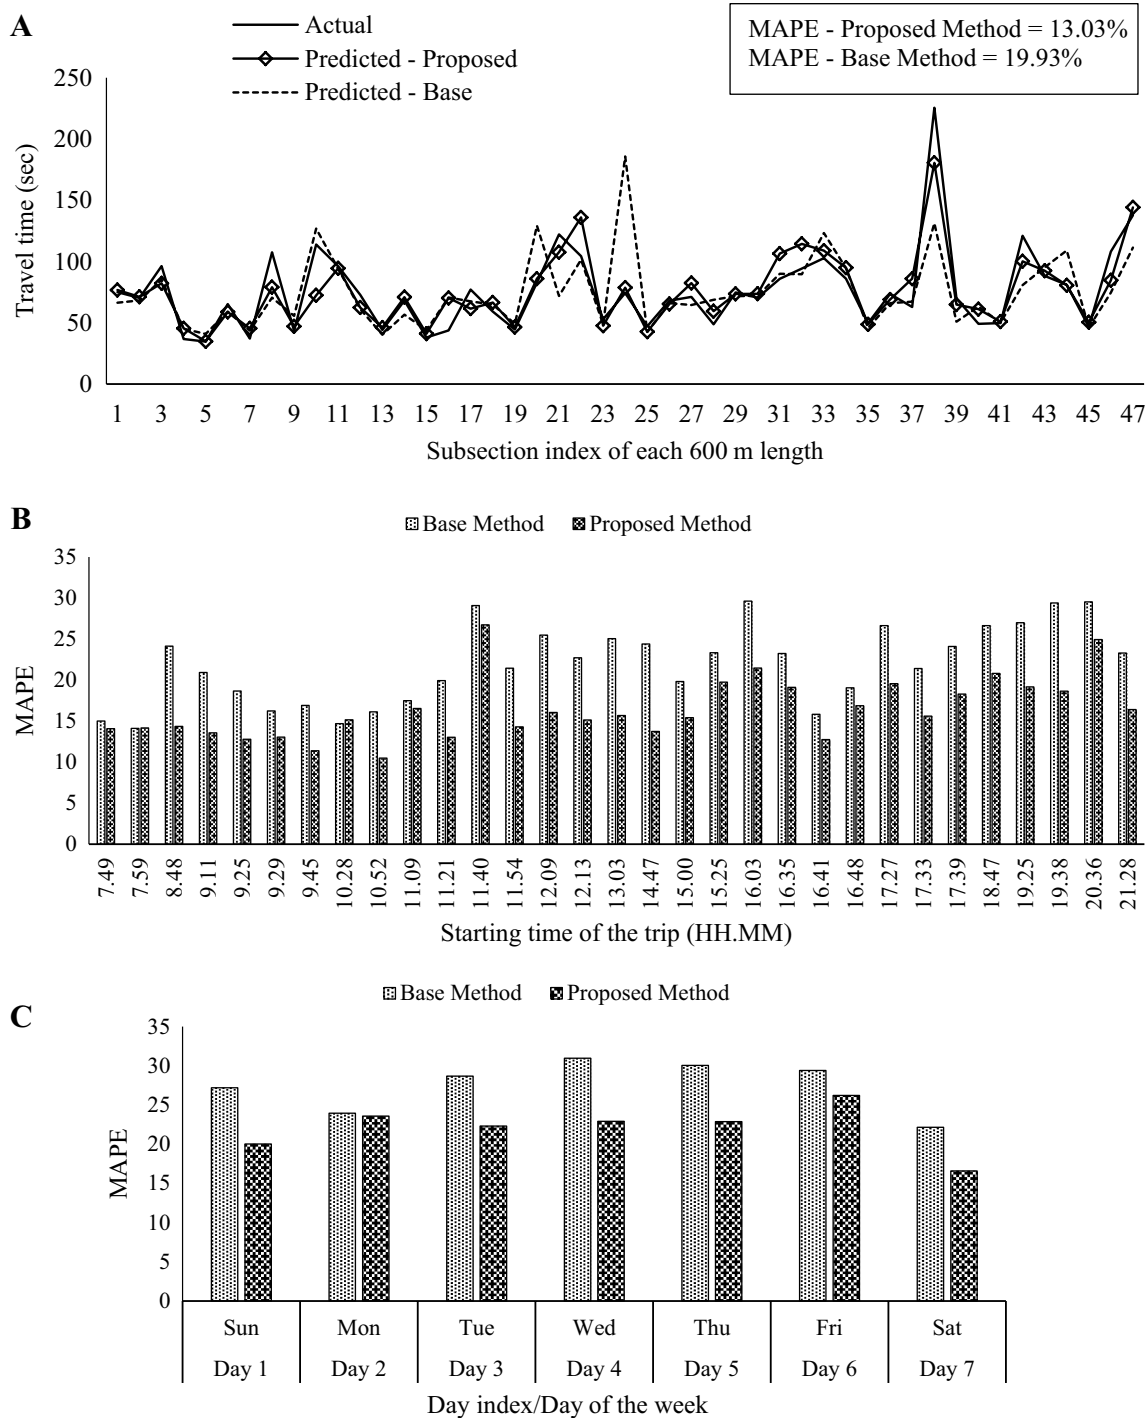 A
Actual
Predicted - Proposed
Predicted - Base
MAPE - Proposed Method = 13.03%
MAPE - Base Method = 19.93%
250
200
150
100
50
0
Travel time (sec)
1 3 5 7 9 11 13 15 17 19 21 23 25 27 29 31 33 35 37 39 41 43 45 47
Subsection index of each 600 m length
B
Base Method Proposed Method
35
30
25
20
15
10
5
0
MAPE
7.49 7.59 8.48 9.11 9.25 9.29 9.45 10.28 10.52 11.09 11.21 11.40 11.54 12.09 12.13 13.03 14.47 15.00 15.25 16.03 16.35 16.41 16.48 17.27 17.33 17.39 18.47 19.25 19.38 20.36 21.28
Starting time of the trip (HH.MM)
C
Base Method Proposed Method
35
30
25
20
15
10
5
0
MAPE
Sun Mon Tue Wed Thu Fri Sat
Day 1 Day 2 Day 3 Day 4 Day 5 Day 6 Day 7
Day index/Day of the week